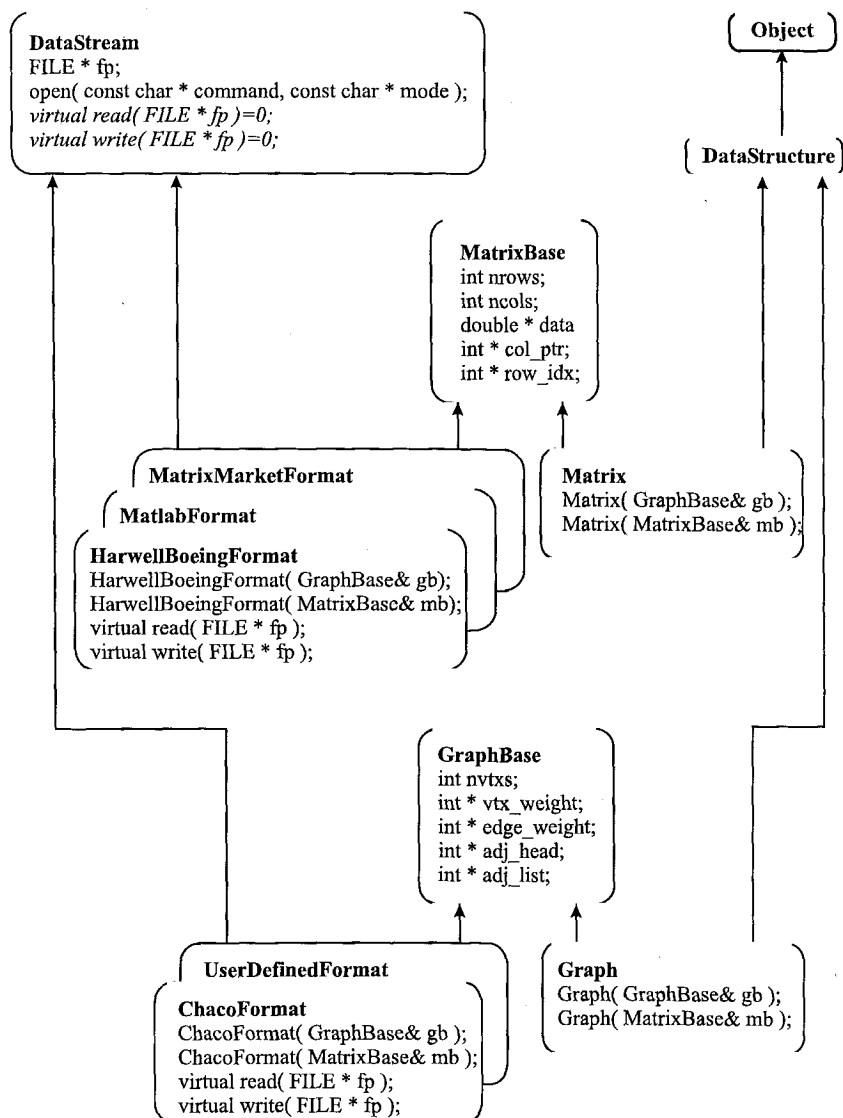 DataStream
FILE * fp;
open( const char * command, const char * mode );
virtual read( FILE * fp )=0;
virtual write( FILE * fp )=0;
Object
DataStructure
MatrixBase
int nrows;
int ncols;
double * data
int * col_ptr;
int * row_idx;
MatrixMarketFormat
MatlabFormat
HarwellBoeingFormat
HarwellBoeingFormat( GraphBase& gb);
HarwellBoeingFormat( MatrixBase& mb);
virtual read( FILE * fp );
virtual write( FILE * fp );
Matrix
Matrix( GraphBase& gb );
Matrix( MatrixBase& mb );
GraphBase
int nvtxs;
int * vtx_weight;
int * edge_weight;
int * adj_head;
int * adj_list;
UserDefinedFormat
ChacoFormat
ChacoFormat( GraphBase& gb );
ChacoFormat( MatrixBase& mb );
virtual read( FILE * fp );
virtual write( FILE * fp );
Graph
Graph( GraphBase& gb );
Graph( MatrixBase& mb );